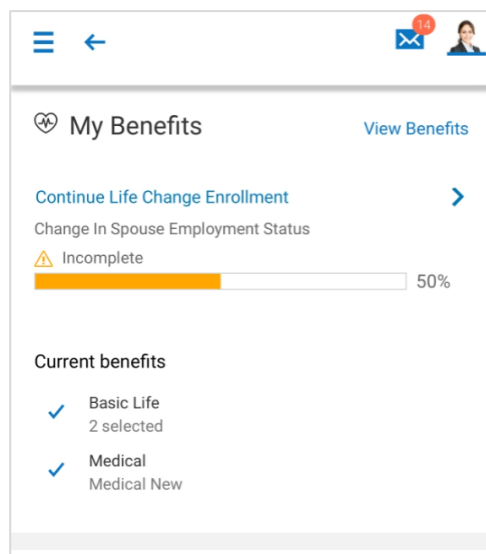 14
My Benefits
View Benefits
Continue Life Change Enrollment
Change In Spouse Employment Status
Incomplete
50%
Current benefits
Basic Life
2 selected
Medical
Medical New